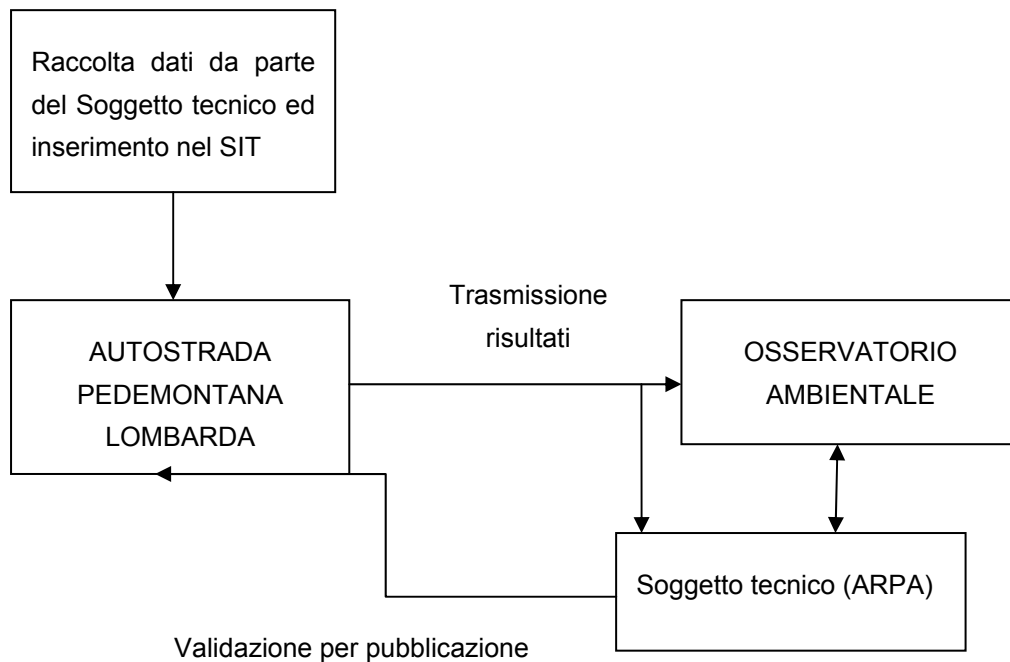 Raccolta dati da parte
del Soggetto tecnico ed
inserimento nel SIT
Trasmissione
risultati
AUTOSTRADA
PEDEMONTANA
LOMBARDA
OSSERVATORIO
AMBIENTALE
Soggetto tecnico (ARPA)
Validazione per pubblicazione